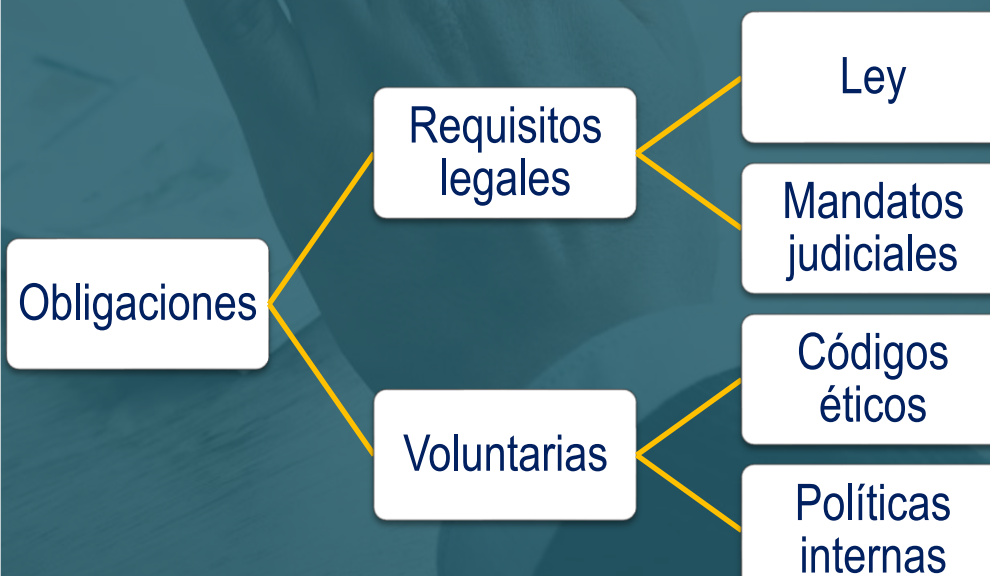 Obligaciones
Requisitos
legales
Ley
Mandatos
judiciales
Voluntarias
Códigos
éticos
Políticas
internas